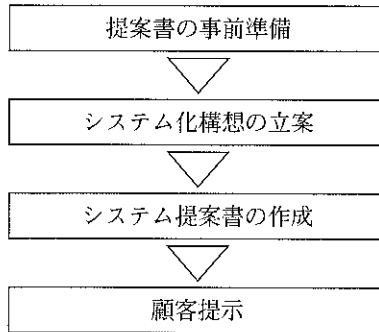 提案書の事前準備
システム化構想の立案
システム提案書の作成
顧客提示